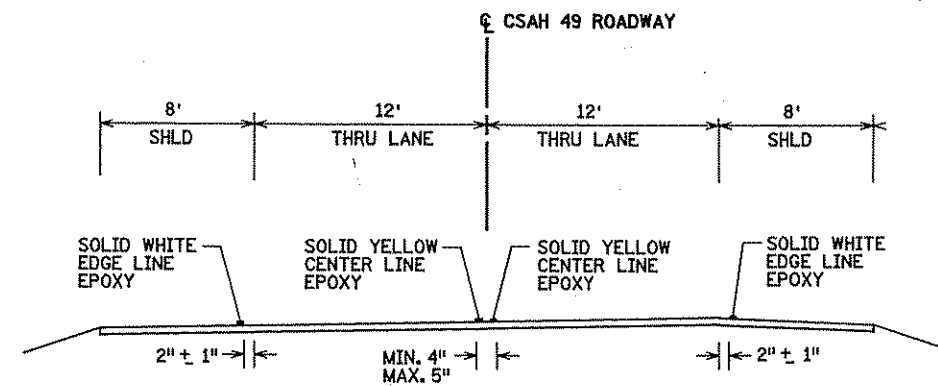 ℄ CSAH 49 ROADWAY
8' 12' 12' 8'
SHLD THRU LANE THRU LANE SHLD
SOLID WHITE
EDGE LINE
EPOXY
SOLID YELLOW
CENTER LINE
EPOXY
SOLID YELLOW
CENTER LINE
EPOXY
SOLID WHITE
EDGE LINE
EPOXY
2" ± 1"
MIN. 4"
MAX. 5"
2" ± 1"